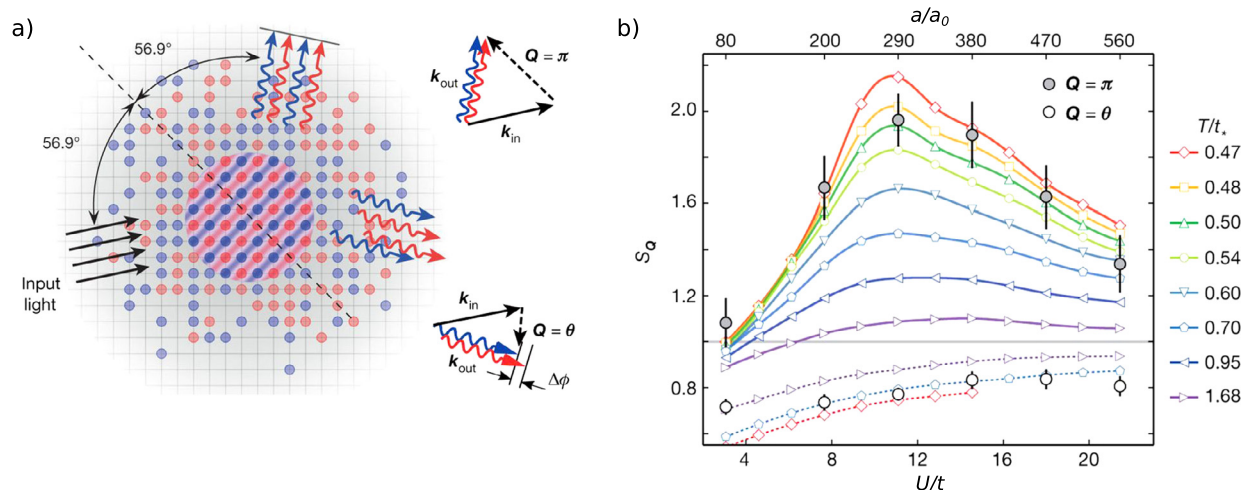 a)
56.9°
56.9°
Input
light
k_out
Q = π
k_in
k_in
Q = θ
k_out
Δϕ
b)
a/a₀
80 200 290 380 470 560
S_Q
2.0
1.6
1.2
0.8
4 8 12 16 20
U/t
Q = π
Q = θ
T/t⁎
0.47
0.48
0.50
0.54
0.60
0.70
0.95
1.68